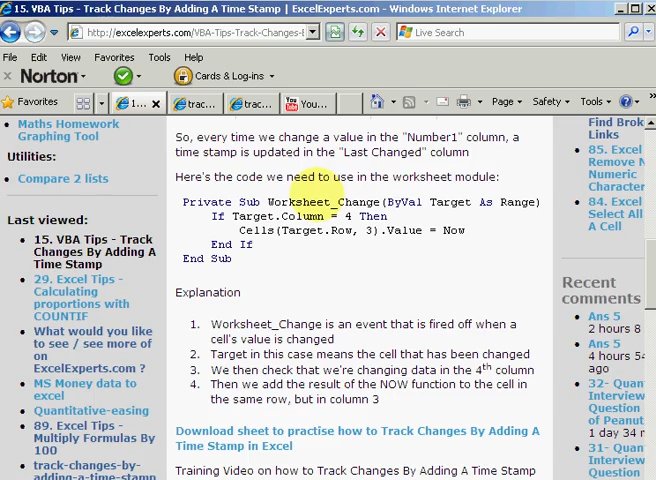 15. VBA Tips - Track Changes By Adding A Time Stamp | ExcelExperts.com - Windows Internet Explorer
http://excelexperts.com/VBA-Tips-Track-Changes-
Live Search
File Edit View Favorites Tools Help
x Norton Cards & Log-ins
Favorites 1... trac... trac... You... Page Safety Tools
Maths Homework
Graphing Tool
Utilities:
Compare 2 lists
Last viewed:
15. VBA Tips - Track
Changes By Adding A
Time Stamp
29. Excel Tips -
Calculating
proportions with
COUNTIF
What would you like
to see / see more of
on
ExcelExperts.com ?
MS Money data to
excel
Quantitative-easing
89. Excel Tips -
Multiply Formulas By
100
track-changes-by-
adding-a-time-stamp
So, every time we change a value in the "Number1" column, a
time stamp is updated in the "Last Changed" column
Here's the code we need to use in the worksheet module:
Private Sub Worksheet_Change(ByVal Target As Range)
If Target.Column = 4 Then
Cells(Target.Row, 3).Value = Now
End If
End Sub
Explanation
1. Worksheet_Change is an event that is fired off when a
cell's value is changed
2. Target in this case means the cell that has been changed
3. We then check that we're changing data in the 4th column
4. Then we add the result of the NOW function to the cell in
the same row, but in column 3
Download sheet to practise how to Track Changes By Adding A
Time Stamp in Excel
Training Video on how to Track Changes By Adding A Time Stamp
Find Brok
Links
85. Excel
Remove N
Numeric
Character
84. Excel
Select All
A Cell
Recent
comments
Ans 5
2 hours 8
Ans 5
4 hours 54
ago
32- Quan
Interview
Question
of Peanut
1 day 34 m
31- Quan
Interview
Question